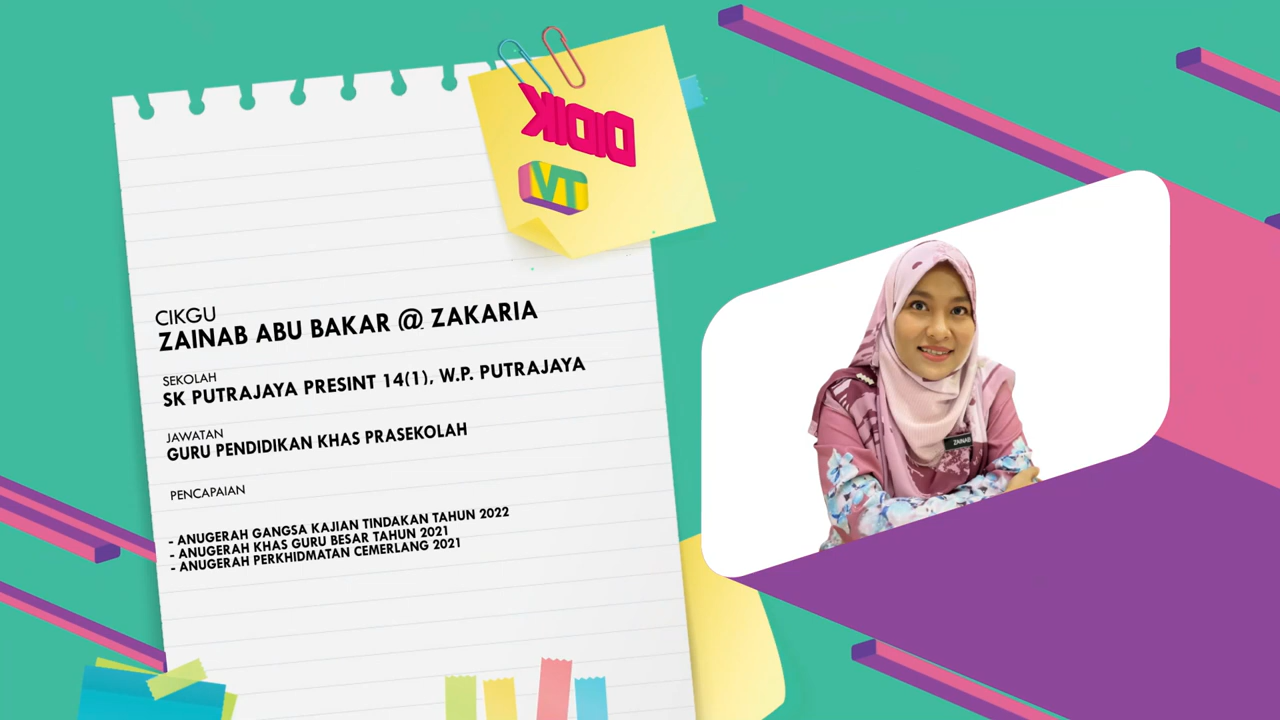 DIDIK
TV
CIKGU
ZAINAB ABU BAKAR @ ZAKARIA
SEKOLAH
SK PUTRAJAYA PRESINT 14(1), W.P. PUTRAJAYA
JAWATAN
GURU PENDIDIKAN KHAS PRASEKOLAH
PENCAPAIAN
- ANUGERAH GANGSA KAJIAN TINDAKAN TAHUN 2022
- ANUGERAH KHAS GURU BESAR TAHUN 2021
- ANUGERAH PERKHIDMATAN CEMERLANG 2021
ZAINAB